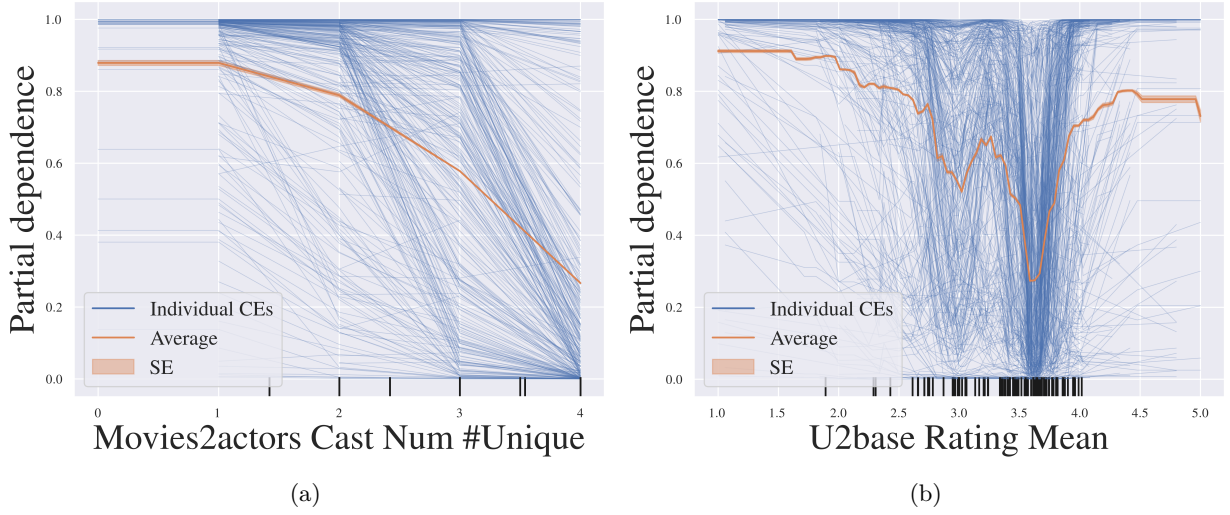 1.0
0.8
0.6
0.4
0.2
0.0
Partial dependence
Individual CEs
Average
SE
0 1 2 3 4
Movies2actors Cast Num #Unique
(a)
1.0
0.8
0.6
0.4
0.2
0.0
Partial dependence
Individual CEs
Average
SE
1.0 1.5 2.0 2.5 3.0 3.5 4.0 4.5 5.0
U2base Rating Mean
(b)